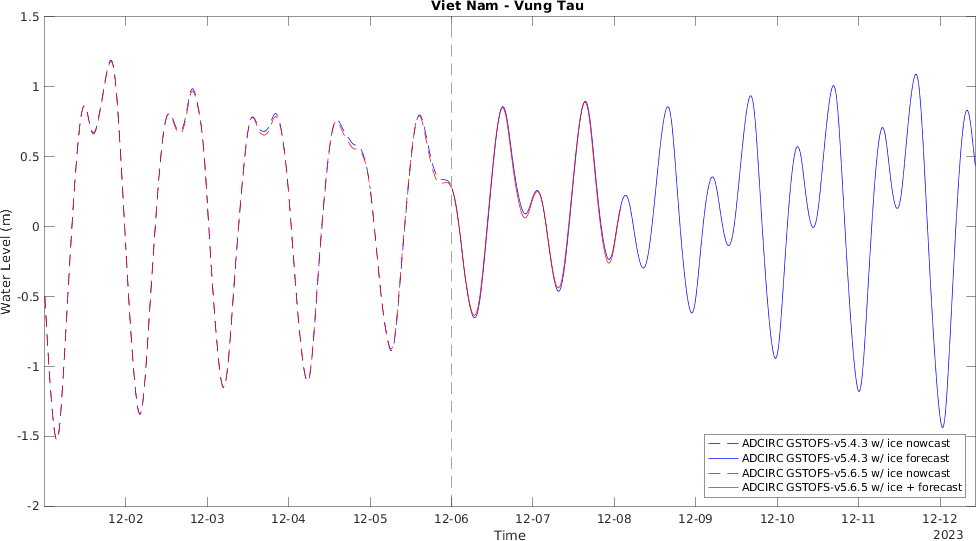 Viet Nam - Vung Tau
1.5
1
0.5
0
-0.5
-1
-1.5
-2
Water Level (m)
12-02 12-03 12-04 12-05 12-06 12-07 12-08 12-09 12-10 12-11 12-12
Time
2023
ADCIRC GSTOFS-v5.4.3 w/ ice nowcast
ADCIRC GSTOFS-v5.4.3 w/ ice forecast
ADCIRC GSTOFS-v5.6.5 w/ ice nowcast
ADCIRC GSTOFS-v5.6.5 w/ ice + forecast